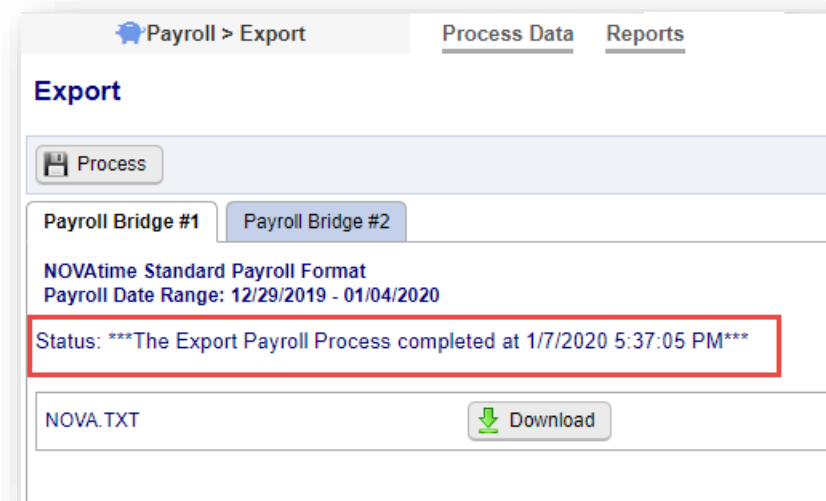 Payroll > Export Process Data Reports
Export
Process
Payroll Bridge #1 Payroll Bridge #2
NOVAtime Standard Payroll Format
Payroll Date Range: 12/29/2019 - 01/04/2020
Status: ***The Export Payroll Process completed at 1/7/2020 5:37:05 PM***
NOVA.TXT Download